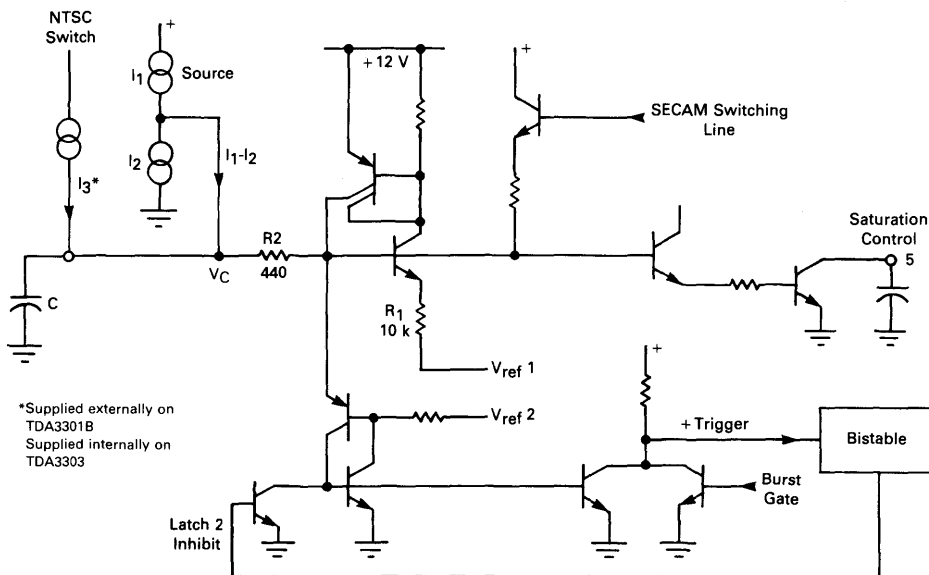 NTSC
Switch
+
I1
Source
I2
I1-I2
I3*
+12 V
+
SECAM Switching
Line
R2
440
VC
C
R1
10 k
Vref 1
Vref 2
Saturation
Control
5
*Supplied externally on
TDA3301B
Supplied internally on
TDA3303
+
+ Trigger
Bistable
Burst
Gate
Latch 2
Inhibit